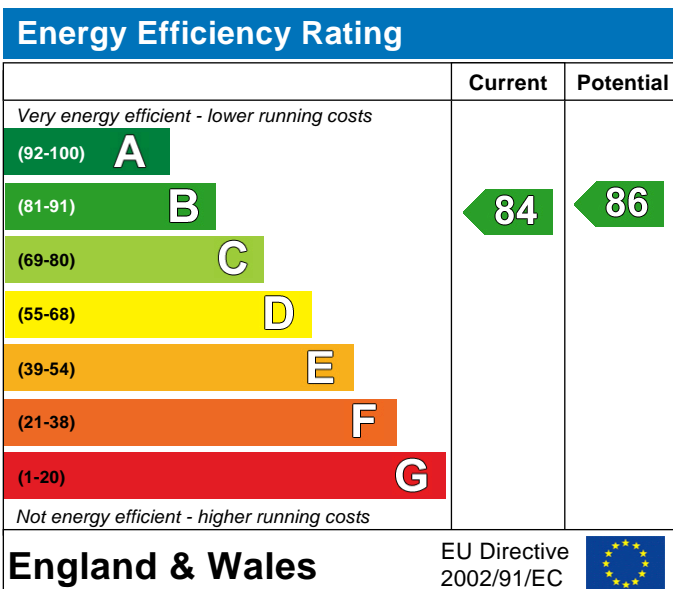 Energy Efficiency Rating
Current Potential
Very energy efficient - lower running costs
(92-100) A
(81-91) B 84 86
(69-80) C
(55-68) D
(39-54) E
(21-38) F
(1-20) G
Not energy efficient - higher running costs
England & Wales
EU Directive
2002/91/EC